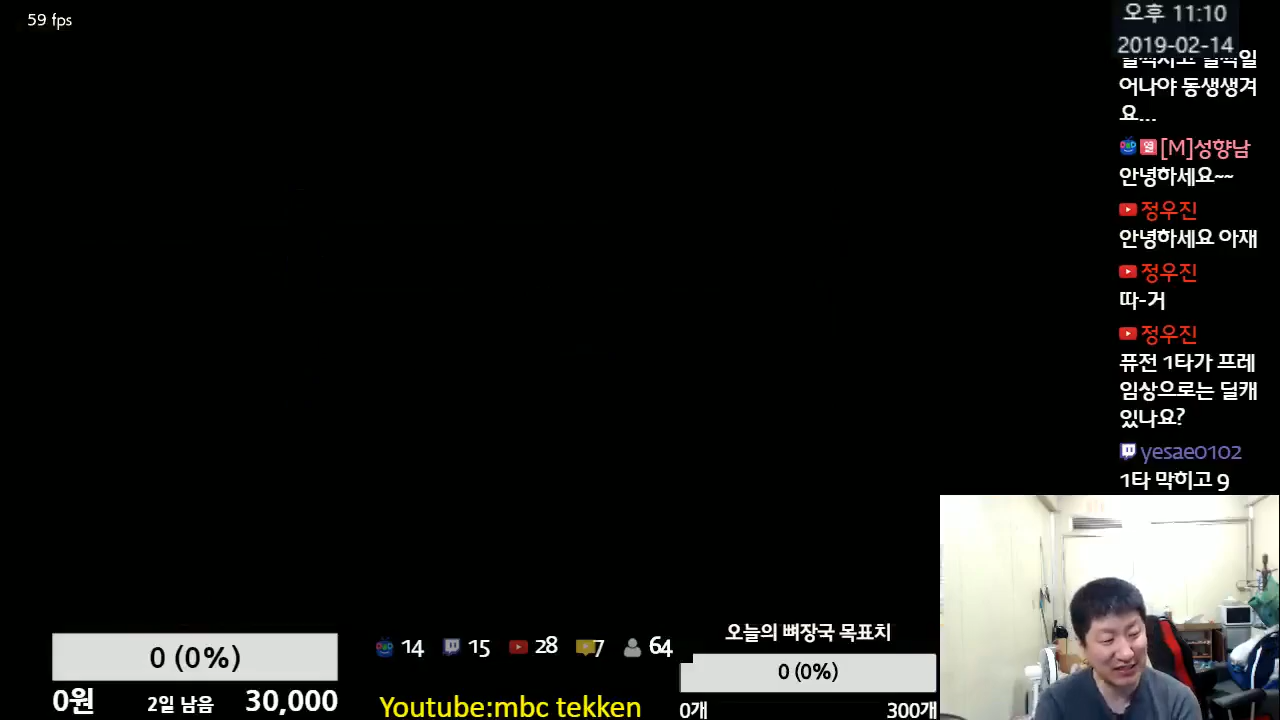 59 fps
오후 11:10
2019-02-14
어나야 동생생겨
요...
[M]성향남
안녕하세요~~
정우진
안녕하세요 아재
정우진
따-거
정우진
퓨전 1타가 프레
임상으로는 딜캐
있나요?
yesae0102
1타 막히고 9
0 (0%)
0원 2일 남음 30,000
14 15 28 7 64
Youtube:mbc tekken
오늘의 뼈장국 목표치
0 (0%)
0개 300개